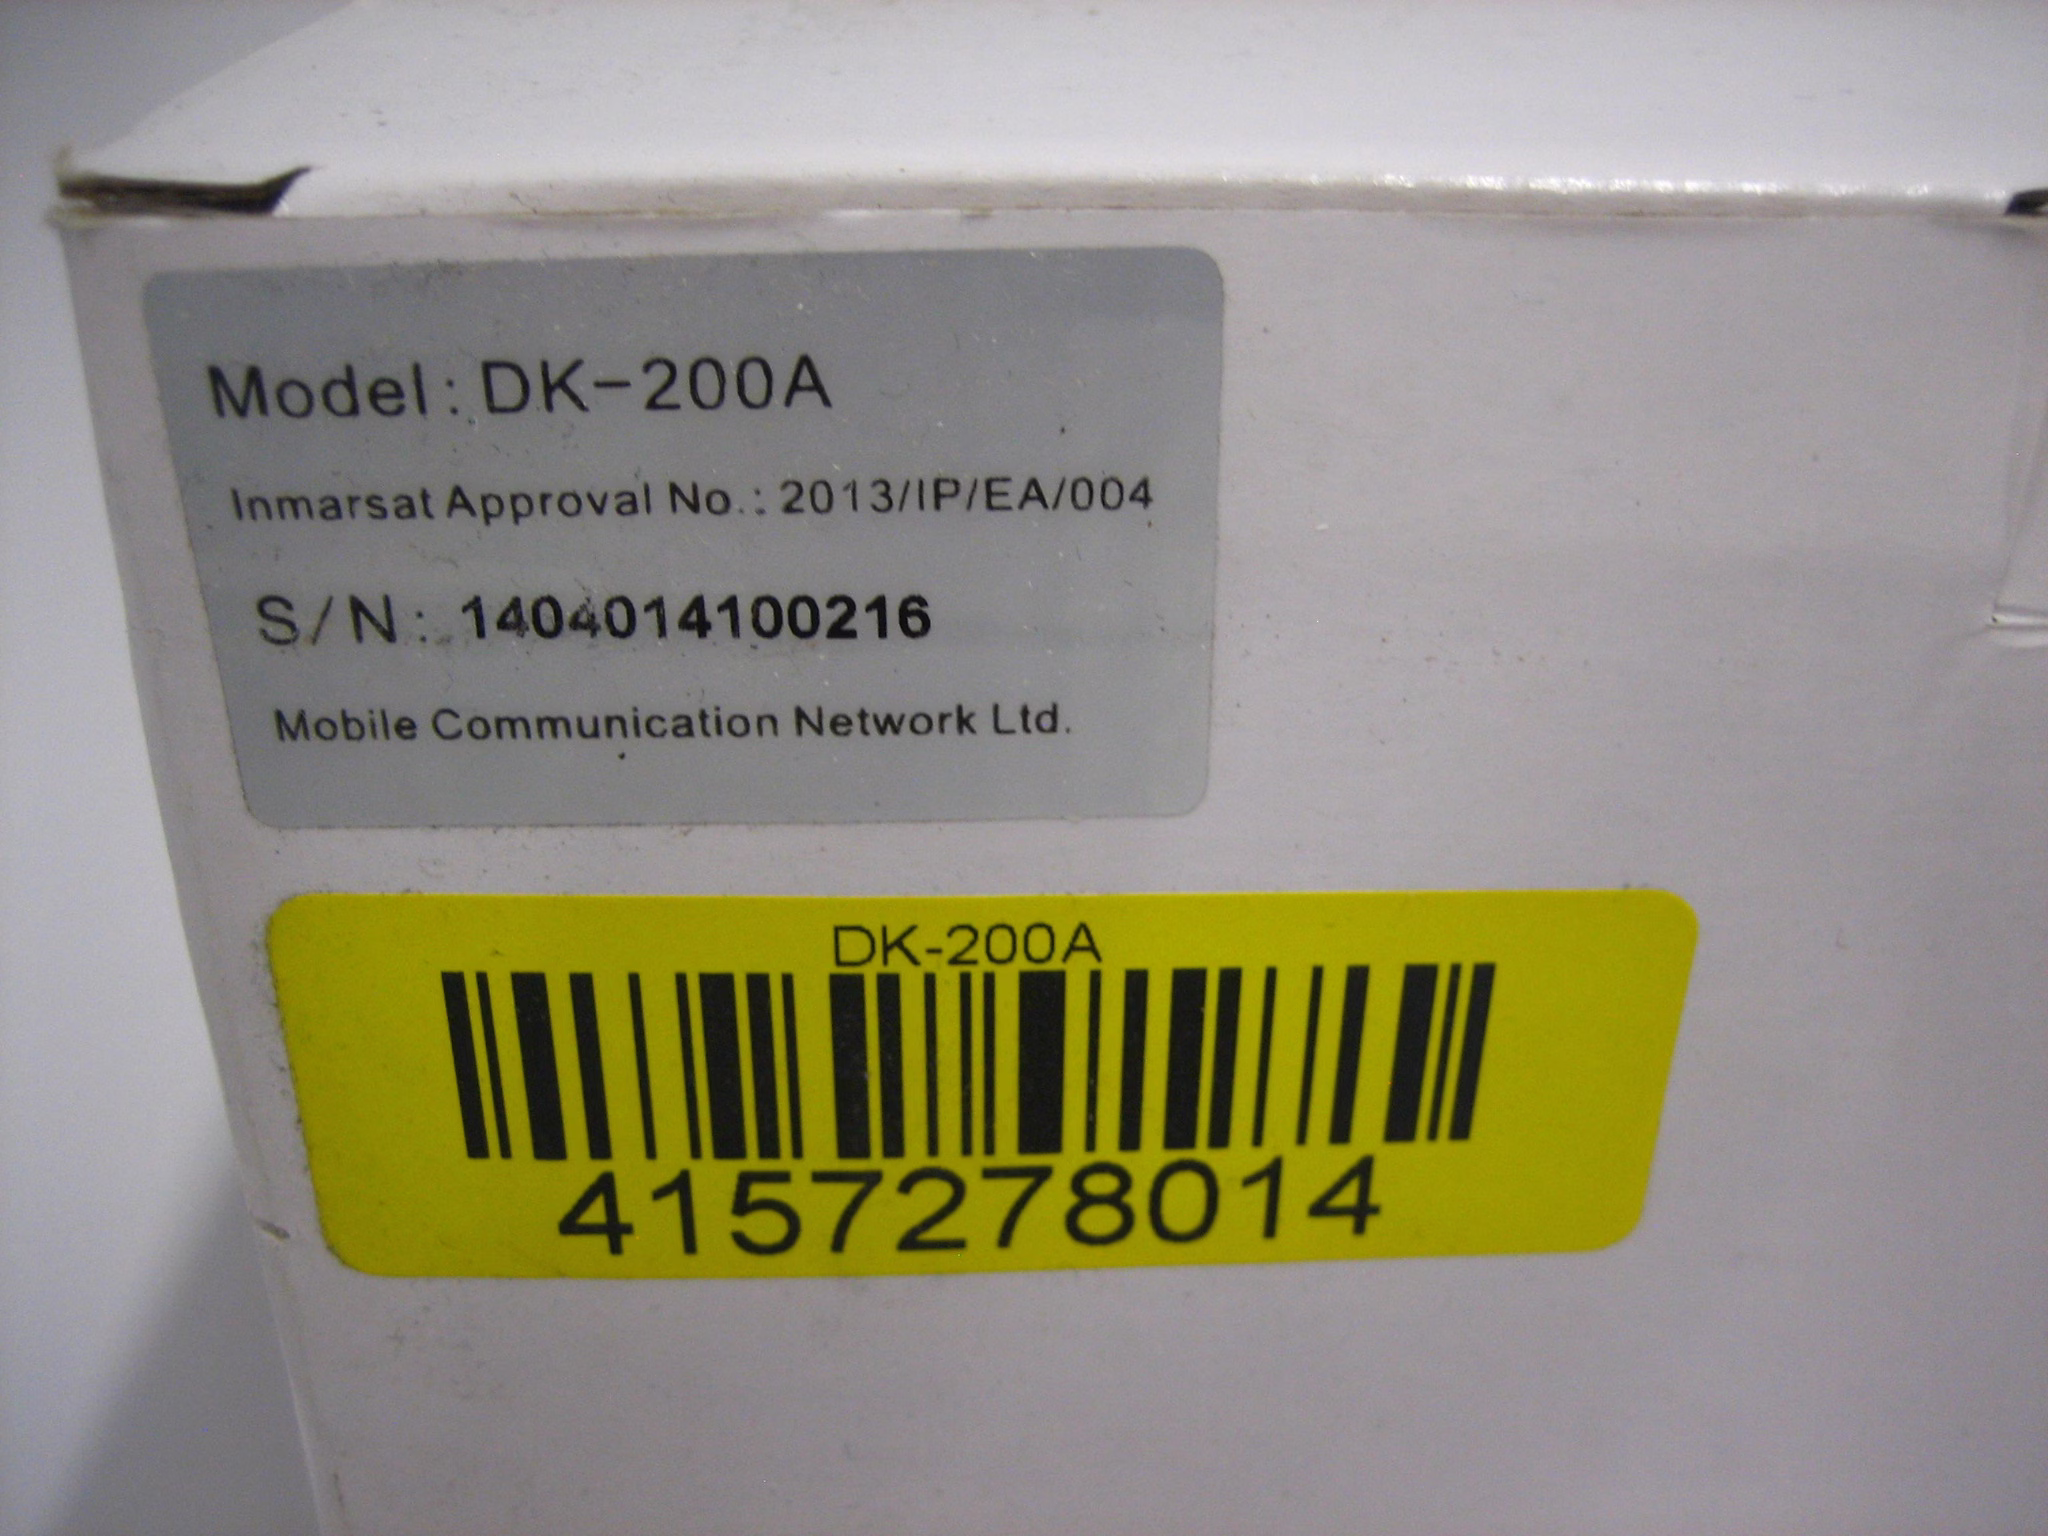 Model: DK-200A
Inmarsat Approval No.: 2013/IP/EA/004
S/N: 1404014100216
Mobile Communication Network Ltd.
DK-200A
4157278014